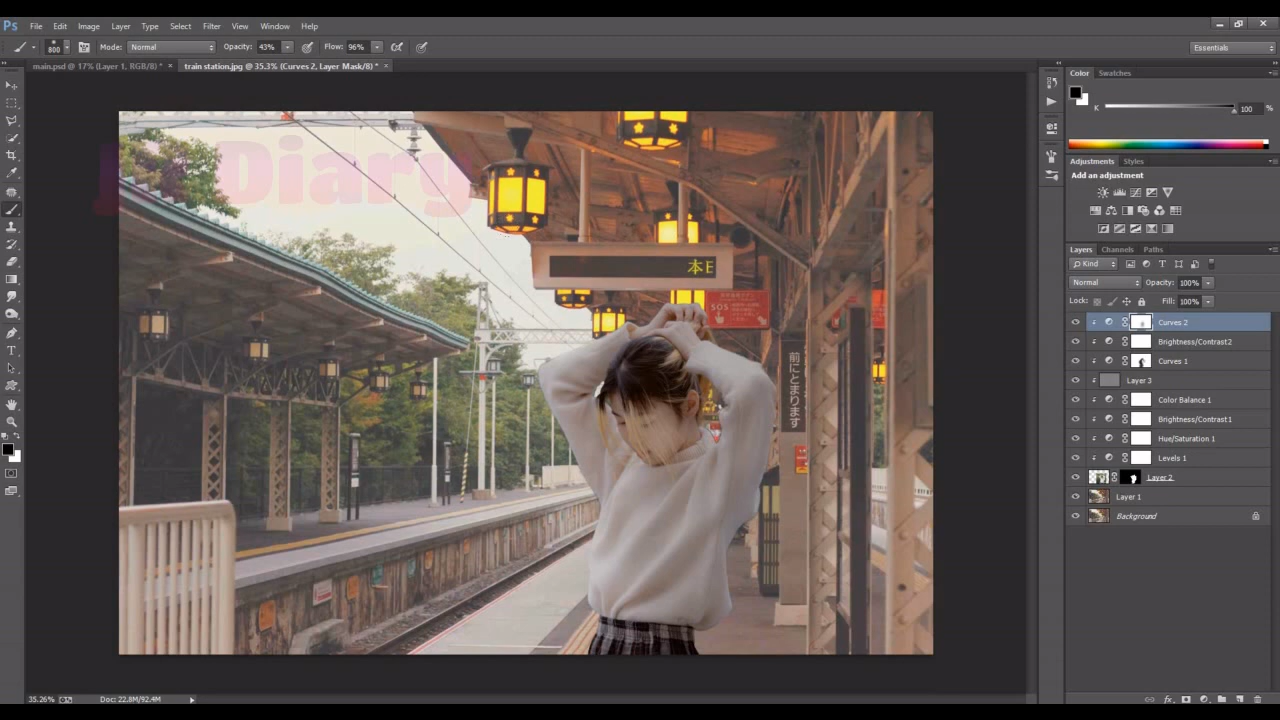 Ps File Edit Image Layer Type Select Filter View Window Help
800 Mode: Normal Opacity: 43% Flow: 96% Essentials
main.psd @ 17% (Layer 1, RGB/8) * × train station.jpg @ 35.3% (Curves 2, Layer Mask/8) * ×
Color Swatches
K 100 %
Diary
Adjustments Styles
Add an adjustment
本E
SOS
前にとまります
Layers Channels Paths
Kind
Normal Opacity: 100%
Lock: Fill: 100%
Curves 2
Brightness/Contrast 2
Curves 1
Layer 3
Color Balance 1
Brightness/Contrast 1
Hue/Saturation 1
Levels 1
Layer 2
Layer 1
Background
35.26% Doc: 22.8M/92.4M